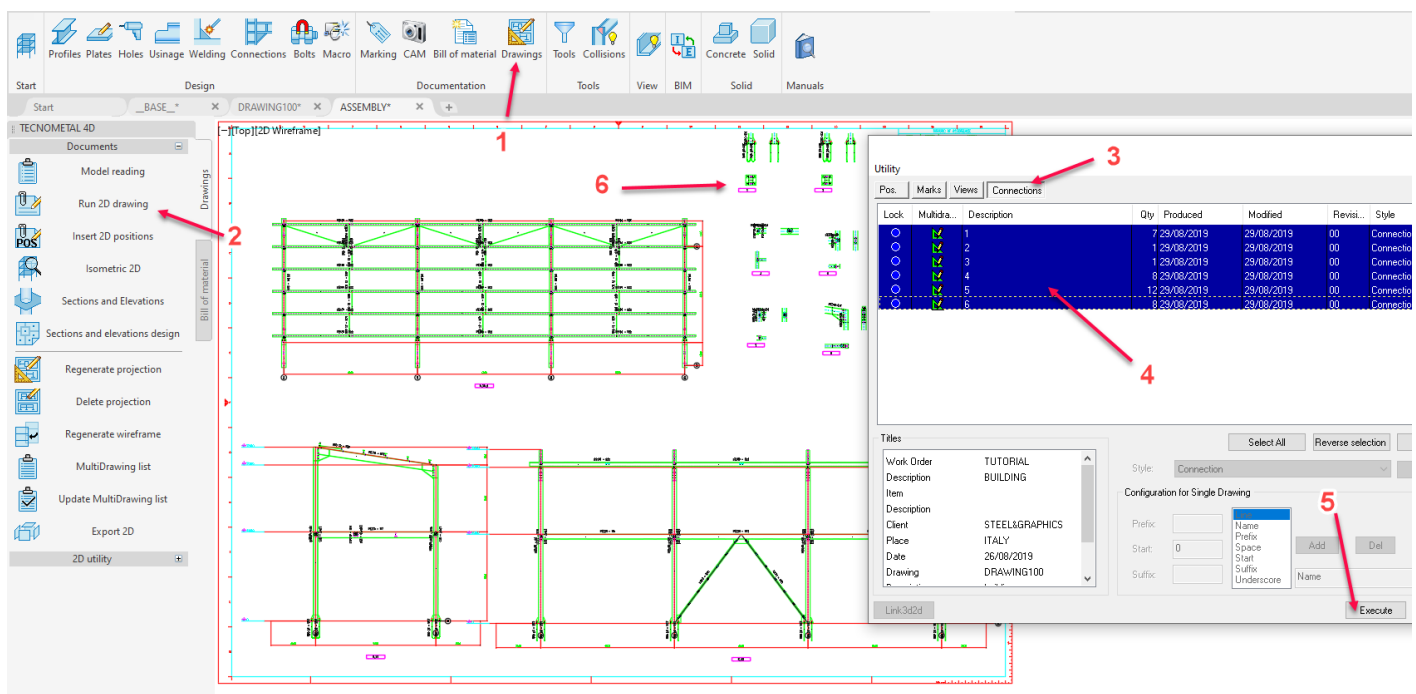 Profiles Plates Holes Usinage Welding Connections Bolts Macro Marking CAM Bill of material Drawings Tools Collisions Concrete Solid
Start Design Documentation Tools View BIM Solid Manuals
Start __BASE__* DRAWING100* ASSEMBLY*
TECNOMETAL 4D
Documents
Model reading
Run 2D drawing
Insert 2D positions
POS
Isometric 2D
Sections and Elevations
Sections and elevations design
Regenerate projection
Delete projection
Regenerate wireframe
MultiDrawing list
Update MultiDrawing list
Export 2D
2D utility
Drawings
Bill of material
[−][Top][2D Wireframe]
1
2
3
4
5
6
Utility
Pos. Marks Views Connections
Lock Multidra... Description Qty Produced Modified Revisi... Style
1 7 29/08/2019 29/08/2019 00 Connectio
2 1 29/08/2019 29/08/2019 00 Connectio
3 1 29/08/2019 29/08/2019 00 Connectio
4 8 29/08/2019 29/08/2019 00 Connectio
5 12 29/08/2019 29/08/2019 00 Connectio
6 8 29/08/2019 29/08/2019 00 Connectio
Titles
Work Order TUTORIAL
Description BUILDING
Item
Description
Client STEEL&GRAPHICS
Place ITALY
Date 26/08/2019
Drawing DRAWING100
Select All Reverse selection
Style: Connection
Configuration for Single Drawing
Prefix:
Start: 0
Suffix:
Name
Prefix
Space
Start
Suffix
Underscore
Add Del
Name
Link3d2d
Execute